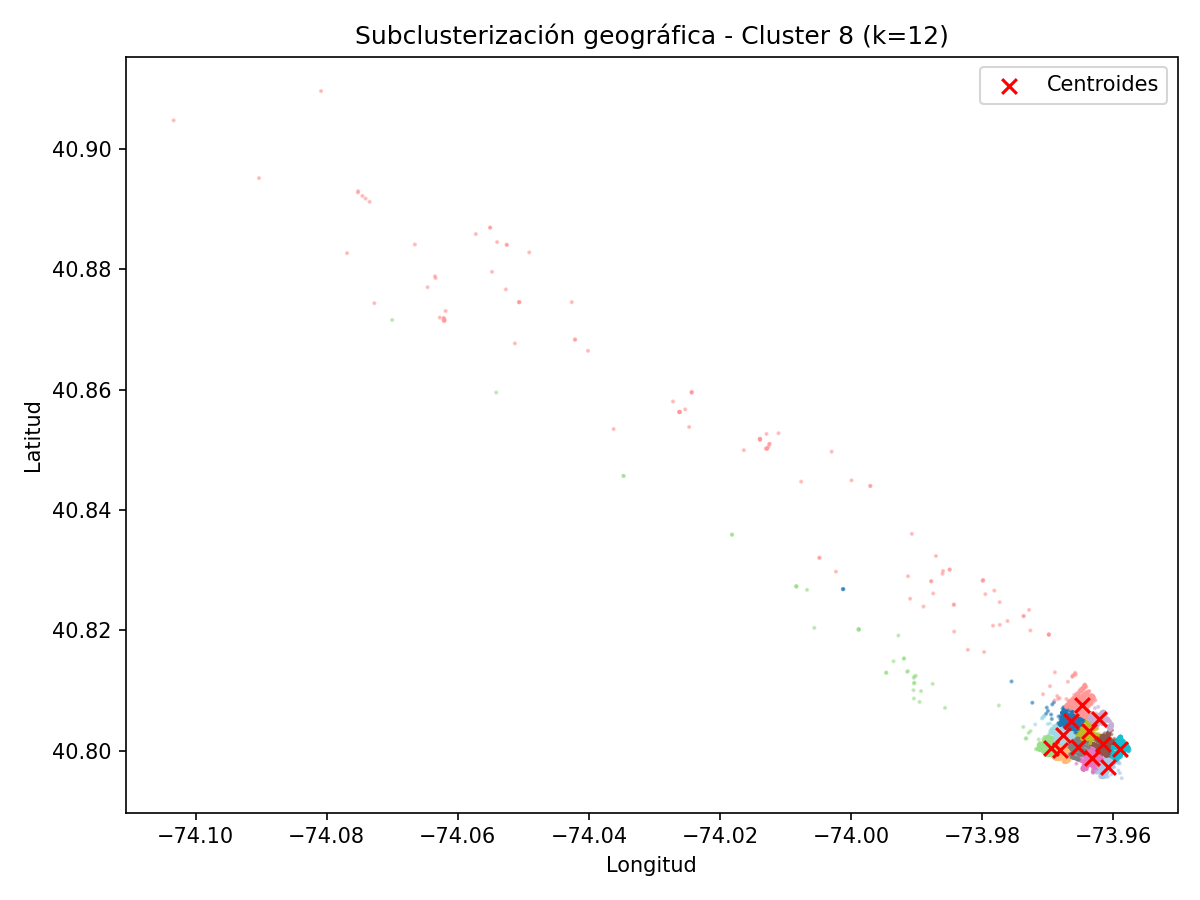 Subclusterización geográfica - Cluster 8 (k=12)
Centroides
40.90
40.88
40.86
40.84
40.82
40.80
Latitud
−74.10 −74.08 −74.06 −74.04 −74.02 −74.00 −73.98 −73.96
Longitud